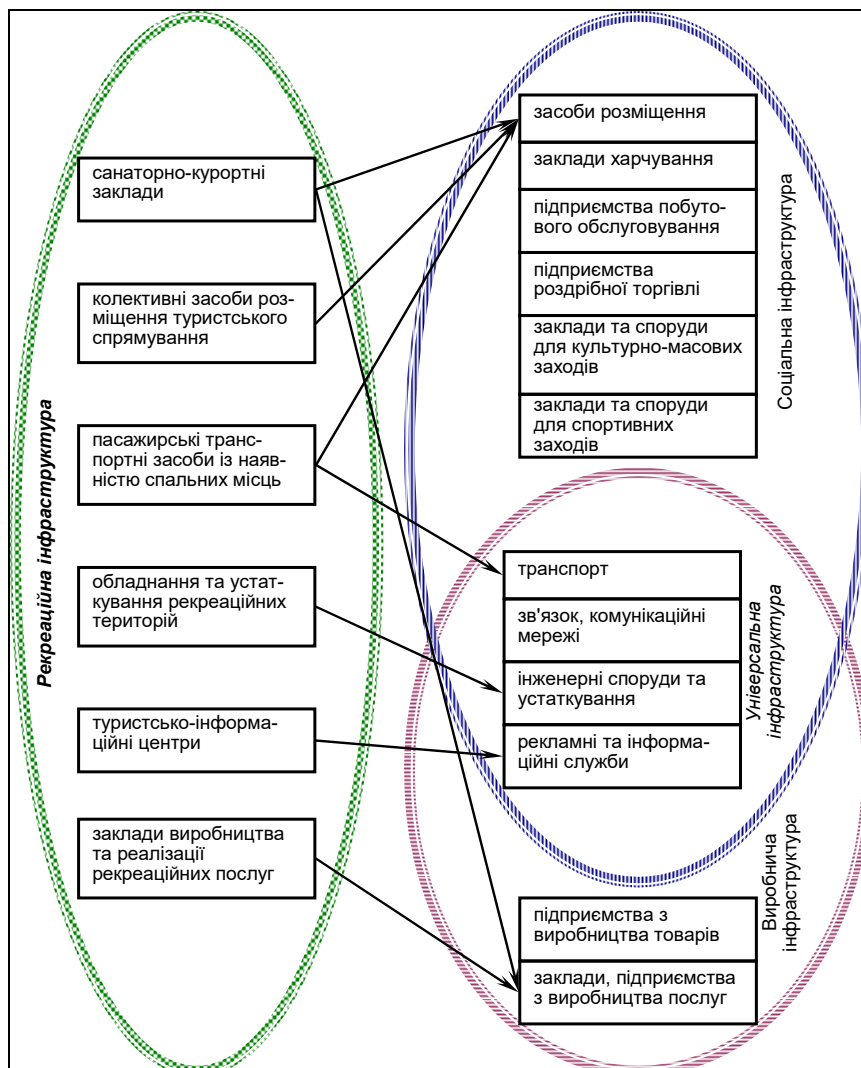 Рекреаційна інфраструктура
санаторно-курортні
заклади
колективні засоби роз-
міщення туристського
спрямування
пасажирські транс-
портні засоби із наяв-
ністю спальних місць
обладнання та устат-
кування рекреаційних
територій
туристсько-інформа-
ційні центри
заклади виробництва
та реалізації
рекреаційних послуг
засоби розміщення
заклади харчування
підприємства побуто-
вого обслуговування
підприємства
роздрібної торгівлі
заклади та споруди
для культурно-масових
заходів
заклади та споруди
для спортивних
заходів
Соціальна інфраструктура
транспорт
зв'язок, комунікаційні
мережі
інженерні споруди та
устаткування
рекламні та інформа-
ційні служби
Універсальна
інфраструктура
підприємства з
виробництва товарів
заклади, підприємства
з виробництва послуг
Виробнича
інфраструктура